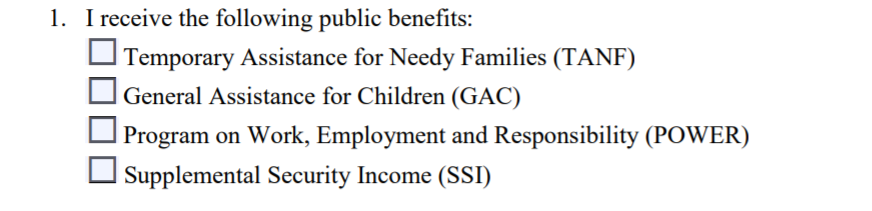 1. I receive the following public benefits:
Temporary Assistance for Needy Families (TANF)
General Assistance for Children (GAC)
Program on Work, Employment and Responsibility (POWER)
Supplemental Security Income (SSI)